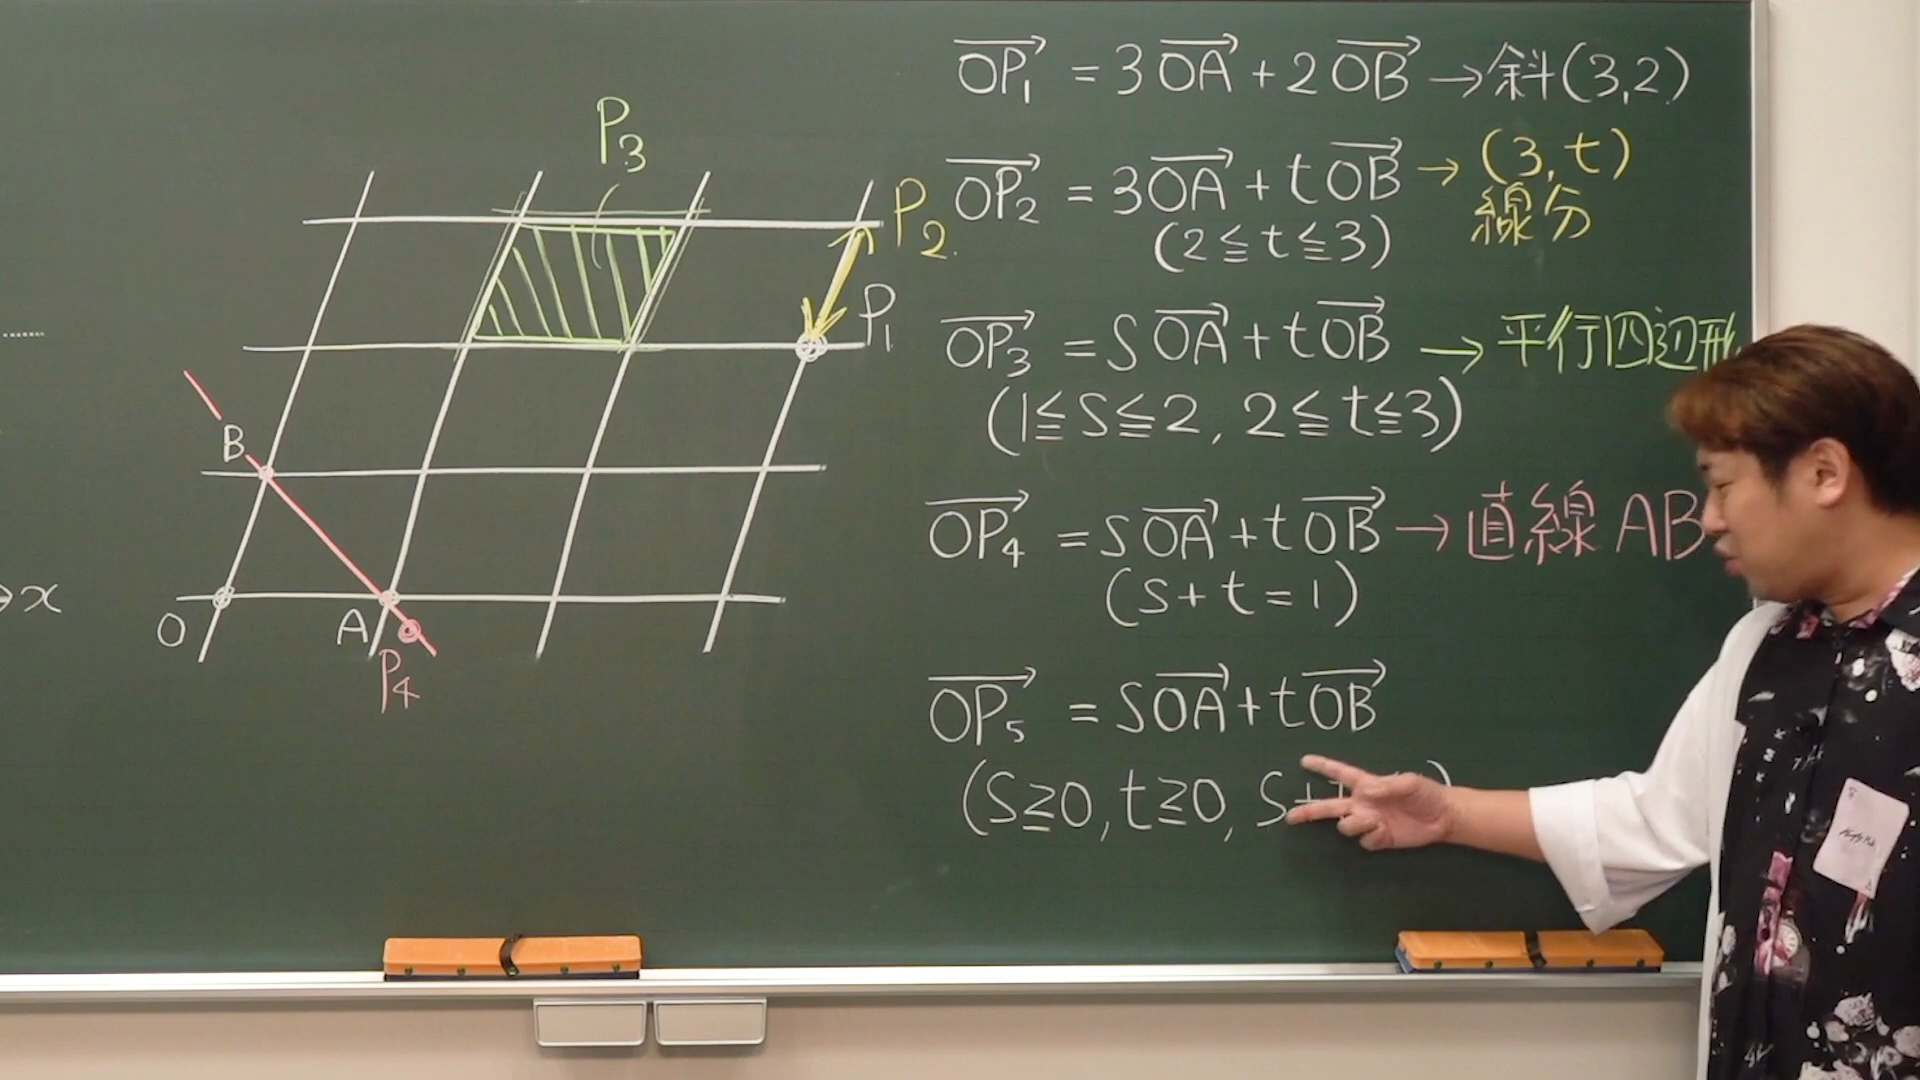 P₃
P₂
P₁
B
O
A
P₄
→x
OP₁ = 3OA + 2OB → 斜(3,2)
OP₂ = 3OA + tOB → (3,t)
(2≦t≦3) 線分
OP₃ = sOA + tOB → 平行四辺形
(1≦s≦2, 2≦t≦3)
OP₄ = sOA + tOB → 直線AB
(s+t=1)
OP₅ = sOA + tOB
(s≧0, t≧0, s+